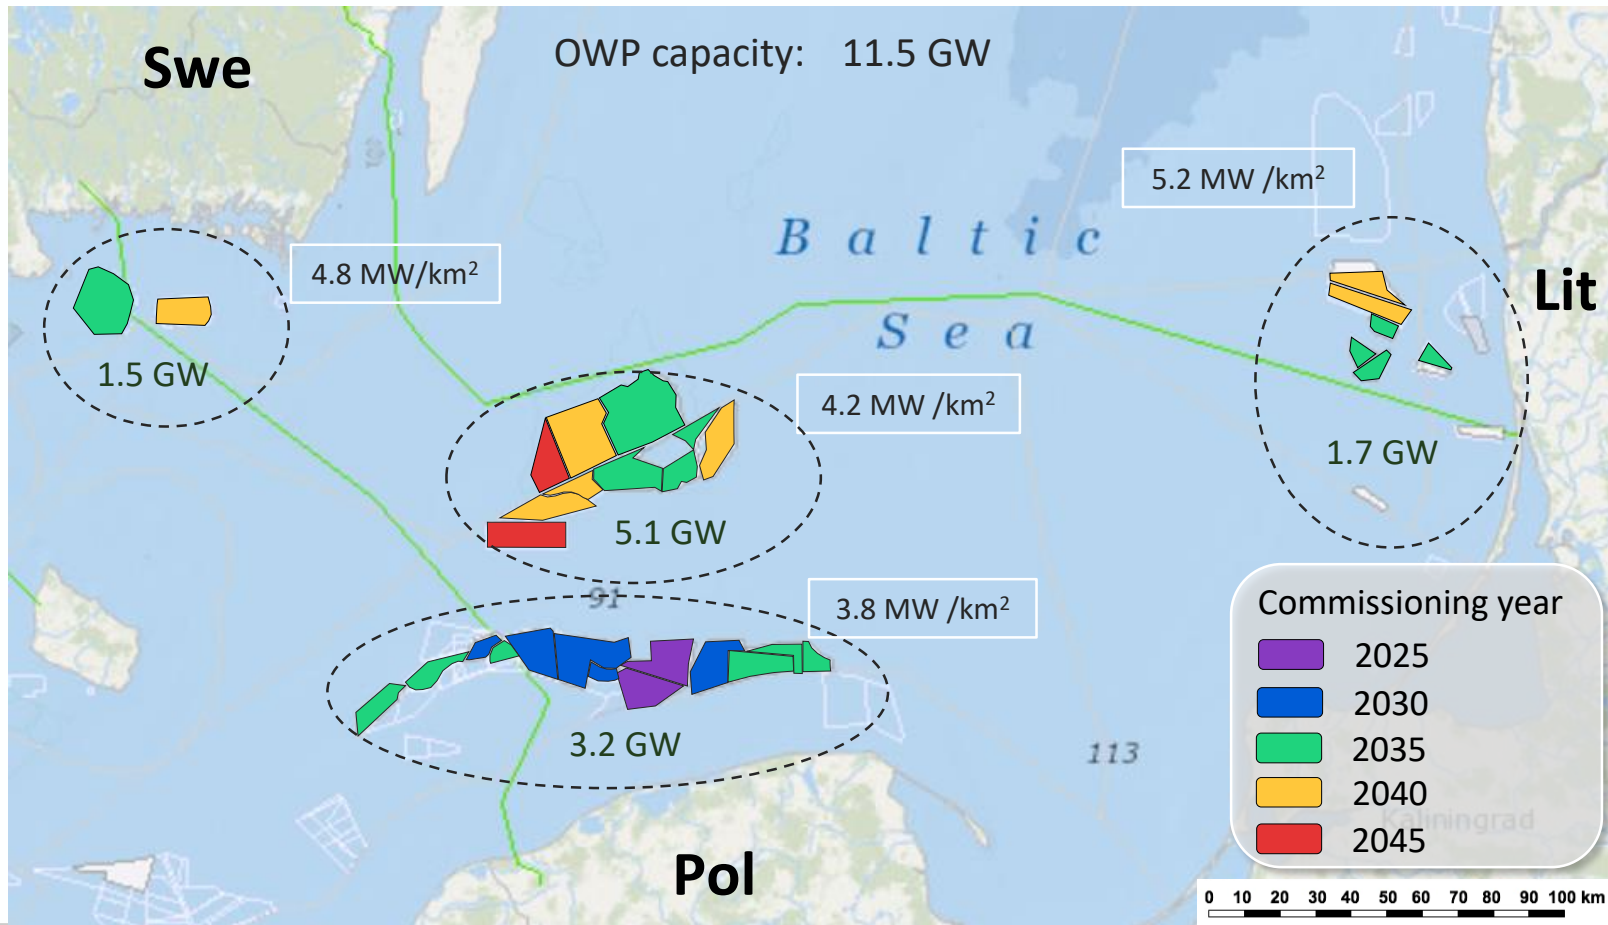 Swe
OWP capacity: 11.5 GW
5.2 MW /km²
Baltic
4.8 MW/km²
Lit
Sea
1.5 GW
4.2 MW /km²
1.7 GW
5.1 GW
91
3.8 MW /km²
Commissioning year
2025
2030
3.2 GW
2035
113
2040
Kaliningrad
2045
Pol
0 10 20 30 40 50 60 70 80 90 100 km